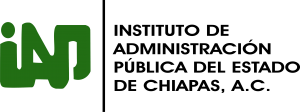 IAP
INSTITUTO DE
ADMINISTRACIÓN
PÚBLICA DEL ESTADO
DE CHIAPAS, A.C.